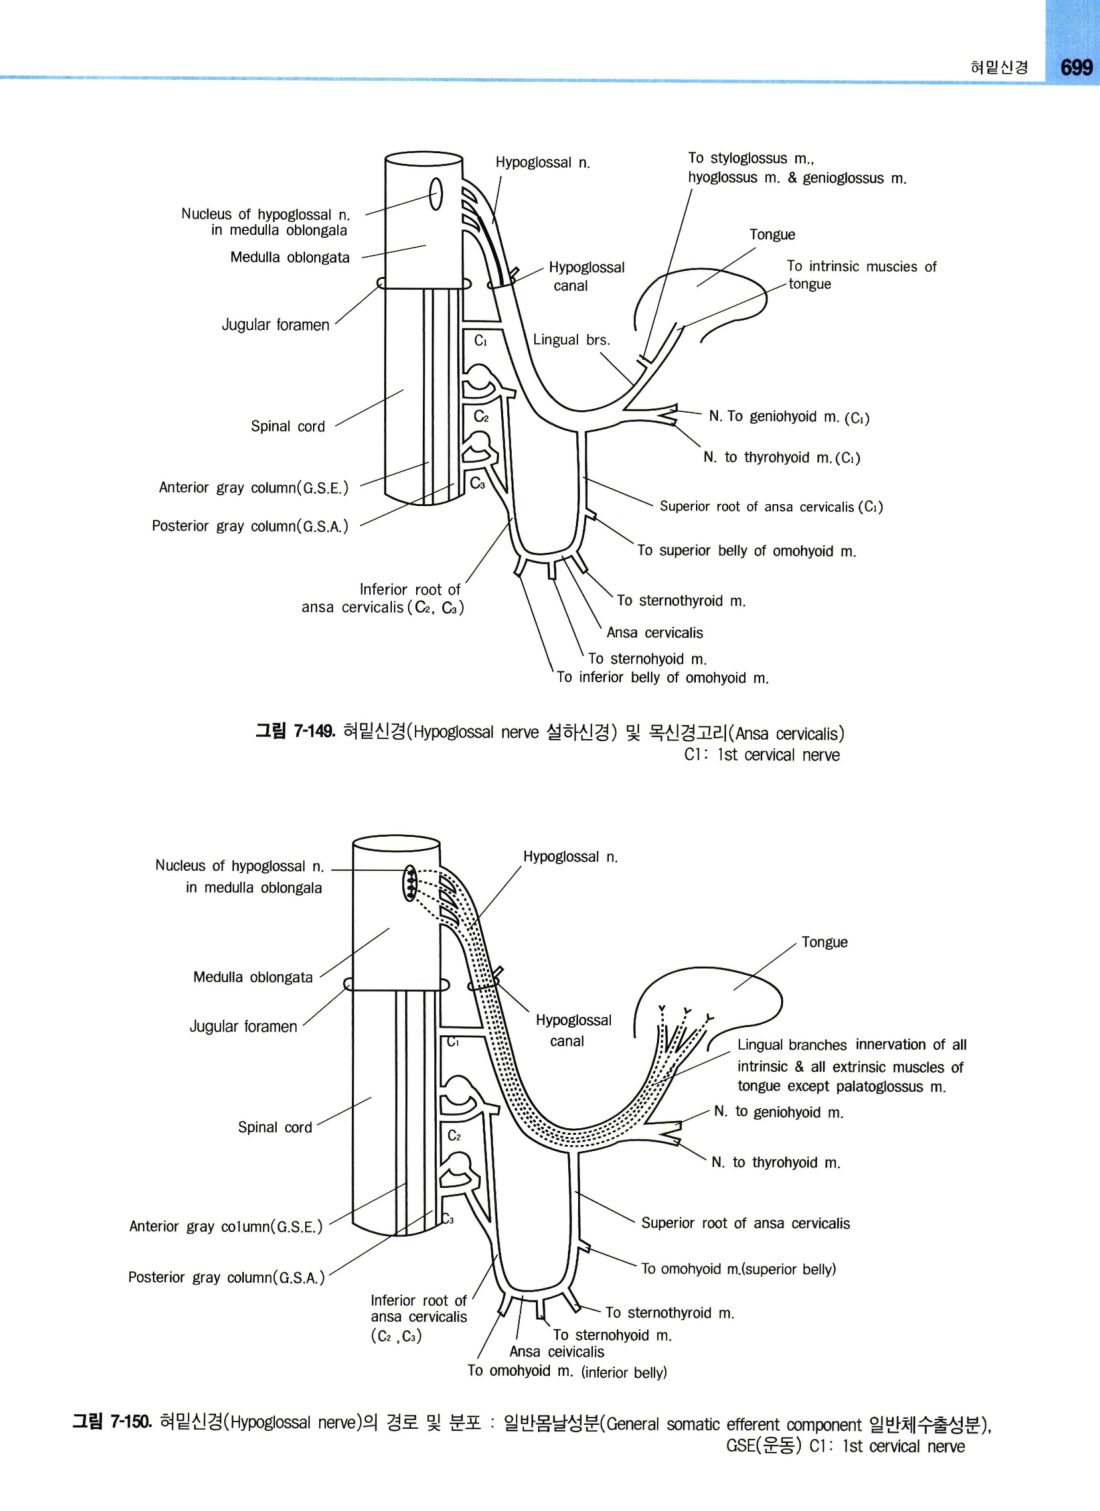 혀밑신경 699
Hypoglossal n.
To styloglossus m.,
hyoglossus m. & genioglossus m.
Nucleus of hypoglossal n.
in medulla oblongala
Tongue
Medulla oblongata
Hypoglossal
canal
To intrinsic muscies of
tongue
Jugular foramen
C₁
Lingual brs.
C₂
N. To geniohyoid m. (C₁)
Spinal cord
N. to thyrohyoid m.(C₁)
C₃
Anterior gray column(G.S.E.)
Superior root of ansa cervicalis (C₁)
Posterior gray column(G.S.A.)
To superior belly of omohyoid m.
Inferior root of
ansa cervicalis (C₂, C₃)
To sternothyroid m.
Ansa cervicalis
To sternohyoid m.
To inferior belly of omohyoid m.
그림 7-149. 혀밑신경(Hypoglossal nerve 설하신경) 및 목신경고리(Ansa cervicalis)
C1: 1st cervical nerve
Nucleus of hypoglossal n.
in medulla oblongala
Hypoglossal n.
Tongue
Medulla oblongata
Jugular foramen
Hypoglossal
canal
C₁
Lingual branches innervation of all
intrinsic & all extrinsic muscles of
tongue except palatoglossus m.
N. to geniohyoid m.
Spinal cord
C₂
N. to thyrohyoid m.
C₃
Anterior gray column(G.S.E.)
Superior root of ansa cervicalis
Posterior gray column(G.S.A.)
To omohyoid m.(superior belly)
Inferior root of
ansa cervicalis
(C₂ ,C₃)
To sternothyroid m.
To sternohyoid m.
Ansa ceivicalis
To omohyoid m. (inferior belly)
그림 7-150. 혀밑신경(Hypoglossal nerve)의 경로 및 분포 : 일반몸날성분(General somatic efferent component 일반체수출성분),
GSE(운동) C1: 1st cervical nerve